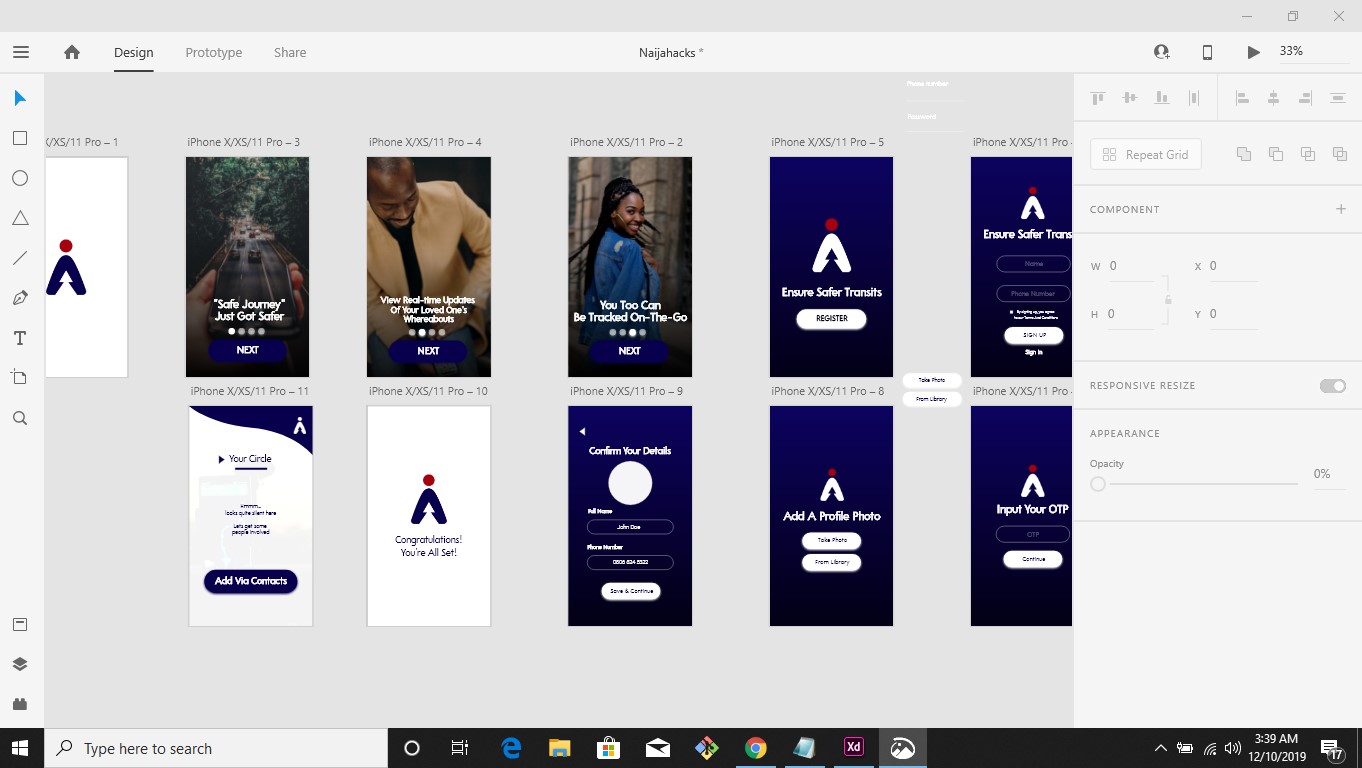 Design
Prototype
Share
Naijahacks *
33%
Phone Number
Password
X/XS/11 Pro – 1
iPhone X/XS/11 Pro – 3
iPhone X/XS/11 Pro – 4
iPhone X/XS/11 Pro – 2
iPhone X/XS/11 Pro – 5
iPhone X/XS/11 Pro -
"Safe Journey"
Just Got Safer
NEXT
View Real-time Updates
Of Your Loved One's
Whereabouts
NEXT
You Too Can
Be Tracked On-The-Go
NEXT
Ensure Safer Transits
REGISTER
Ensure Safer Trans
Name
Phone Number
By signing up, you agree
to our Terms And Conditions
SIGN UP
Sign In
Take Photo
From Library
iPhone X/XS/11 Pro – 11
iPhone X/XS/11 Pro – 10
iPhone X/XS/11 Pro – 9
iPhone X/XS/11 Pro – 8
iPhone X/XS/11 Pro -
Your Circle
Hmmm...
looks quite silent here
Lets get some
people involved
Add Via Contacts
Congratulations!
You're All Set!
Confirm Your Details
Full Name
John Doe
Phone Number
0806 624 5522
Save & Continue
Add A Profile Photo
Take Photo
From Library
Input Your OTP
OTP
Continue
Repeat Grid
COMPONENT
W 0
X 0
H 0
Y 0
RESPONSIVE RESIZE
APPEARANCE
Opacity
0%
Type here to search
Xd
3:39 AM
12/10/2019
17